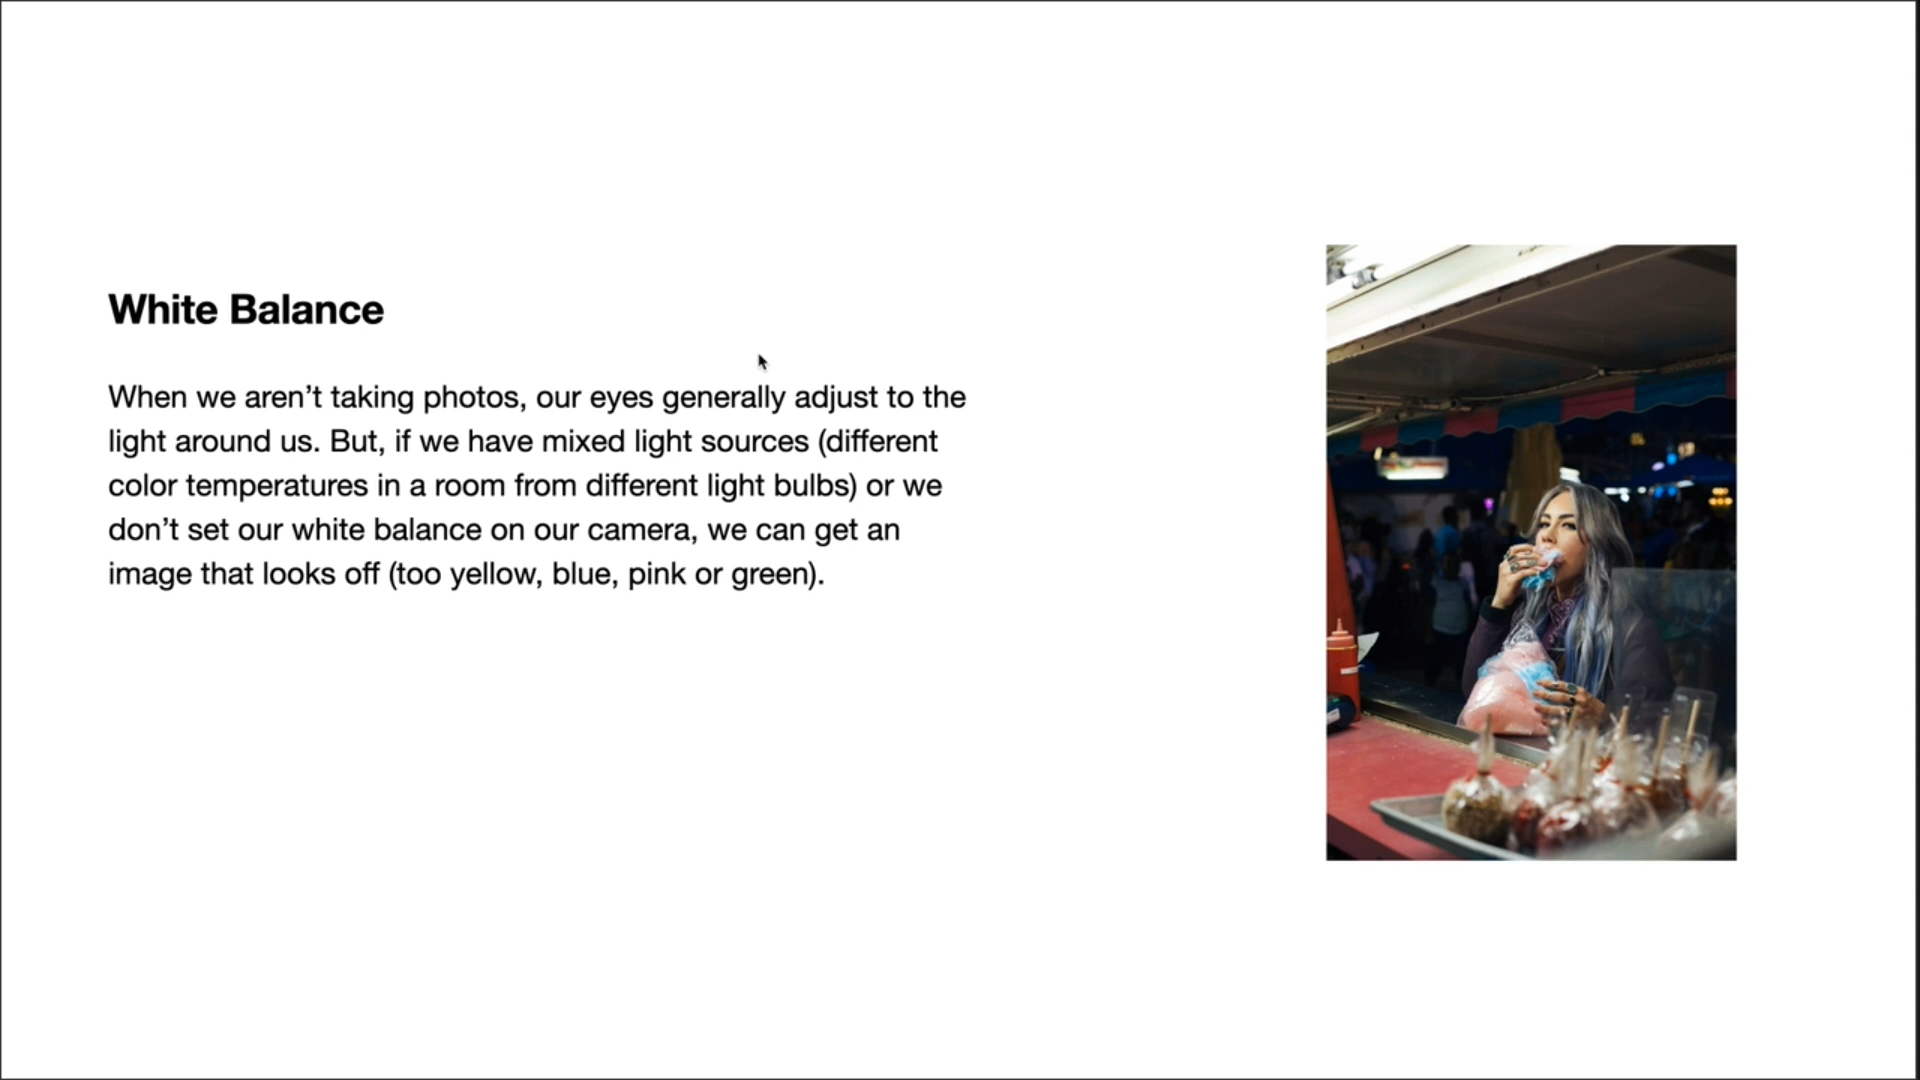 White Balance
When we aren’t taking photos, our eyes generally adjust to the
light around us. But, if we have mixed light sources (different
color temperatures in a room from different light bulbs) or we
don’t set our white balance on our camera, we can get an
image that looks off (too yellow, blue, pink or green).